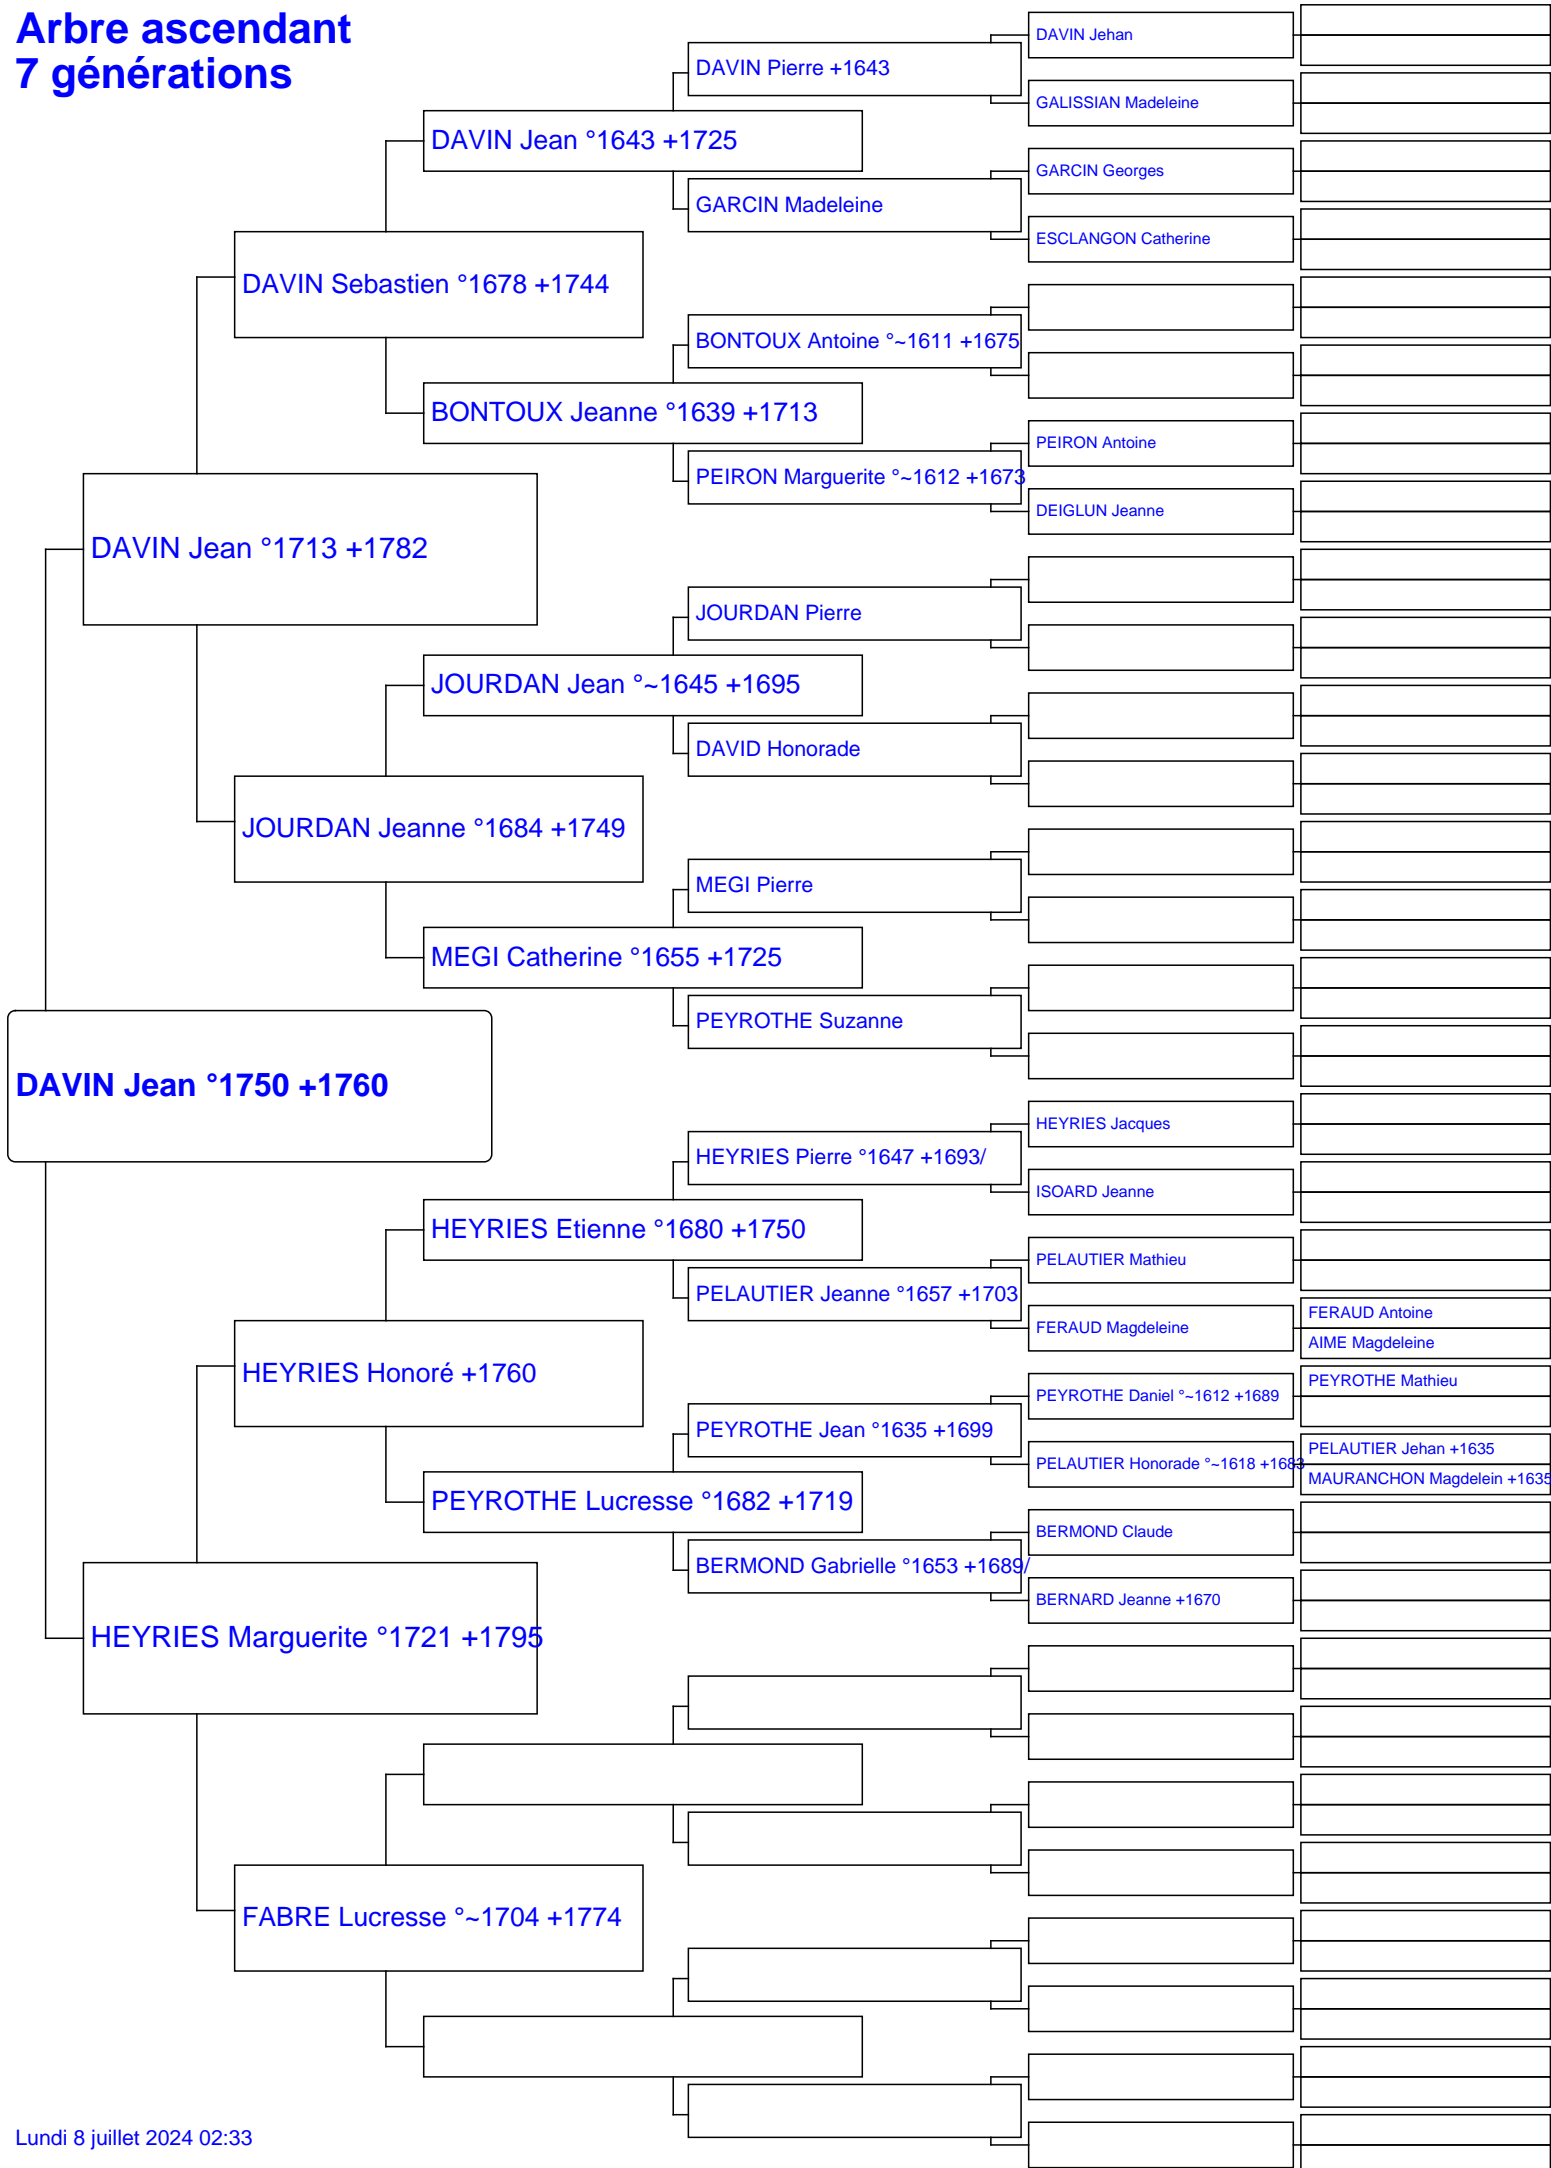 Arbre ascendant
7 générations
DAVIN Jehan
DAVIN Pierre +1643
GALISSIAN Madeleine
DAVIN Jean °1643 +1725
GARCIN Georges
GARCIN Madeleine
ESCLANGON Catherine
DAVIN Sebastien °1678 +1744
BONTOUX Antoine °~1611 +1675
BONTOUX Jeanne °1639 +1713
PEIRON Antoine
PEIRON Marguerite °~1612 +1673
DEIGLUN Jeanne
DAVIN Jean °1713 +1782
JOURDAN Pierre
JOURDAN Jean °~1645 +1695
DAVID Honorade
JOURDAN Jeanne °1684 +1749
MEGI Pierre
MEGI Catherine °1655 +1725
PEYROTHE Suzanne
DAVIN Jean °1750 +1760
HEYRIES Jacques
HEYRIES Pierre °1647 +1693/
ISOARD Jeanne
HEYRIES Etienne °1680 +1750
PELAUTIER Mathieu
PELAUTIER Jeanne °1657 +1703
FERAUD Antoine
FERAUD Magdeleine
AIME Magdeleine
HEYRIES Honoré +1760
PEYROTHE Mathieu
PEYROTHE Daniel °~1612 +1689
PEYROTHE Jean °1635 +1699
PELAUTIER Jehan +1635
PELAUTIER Honorade °~1618 +1683
MAURANCHON Magdelein +1635
PEYROTHE Lucresse °1682 +1719
BERMOND Claude
BERMOND Gabrielle °1653 +1689/
BERNARD Jeanne +1670
HEYRIES Marguerite °1721 +1795
FABRE Lucresse °~1704 +1774
Lundi 8 juillet 2024 02:33